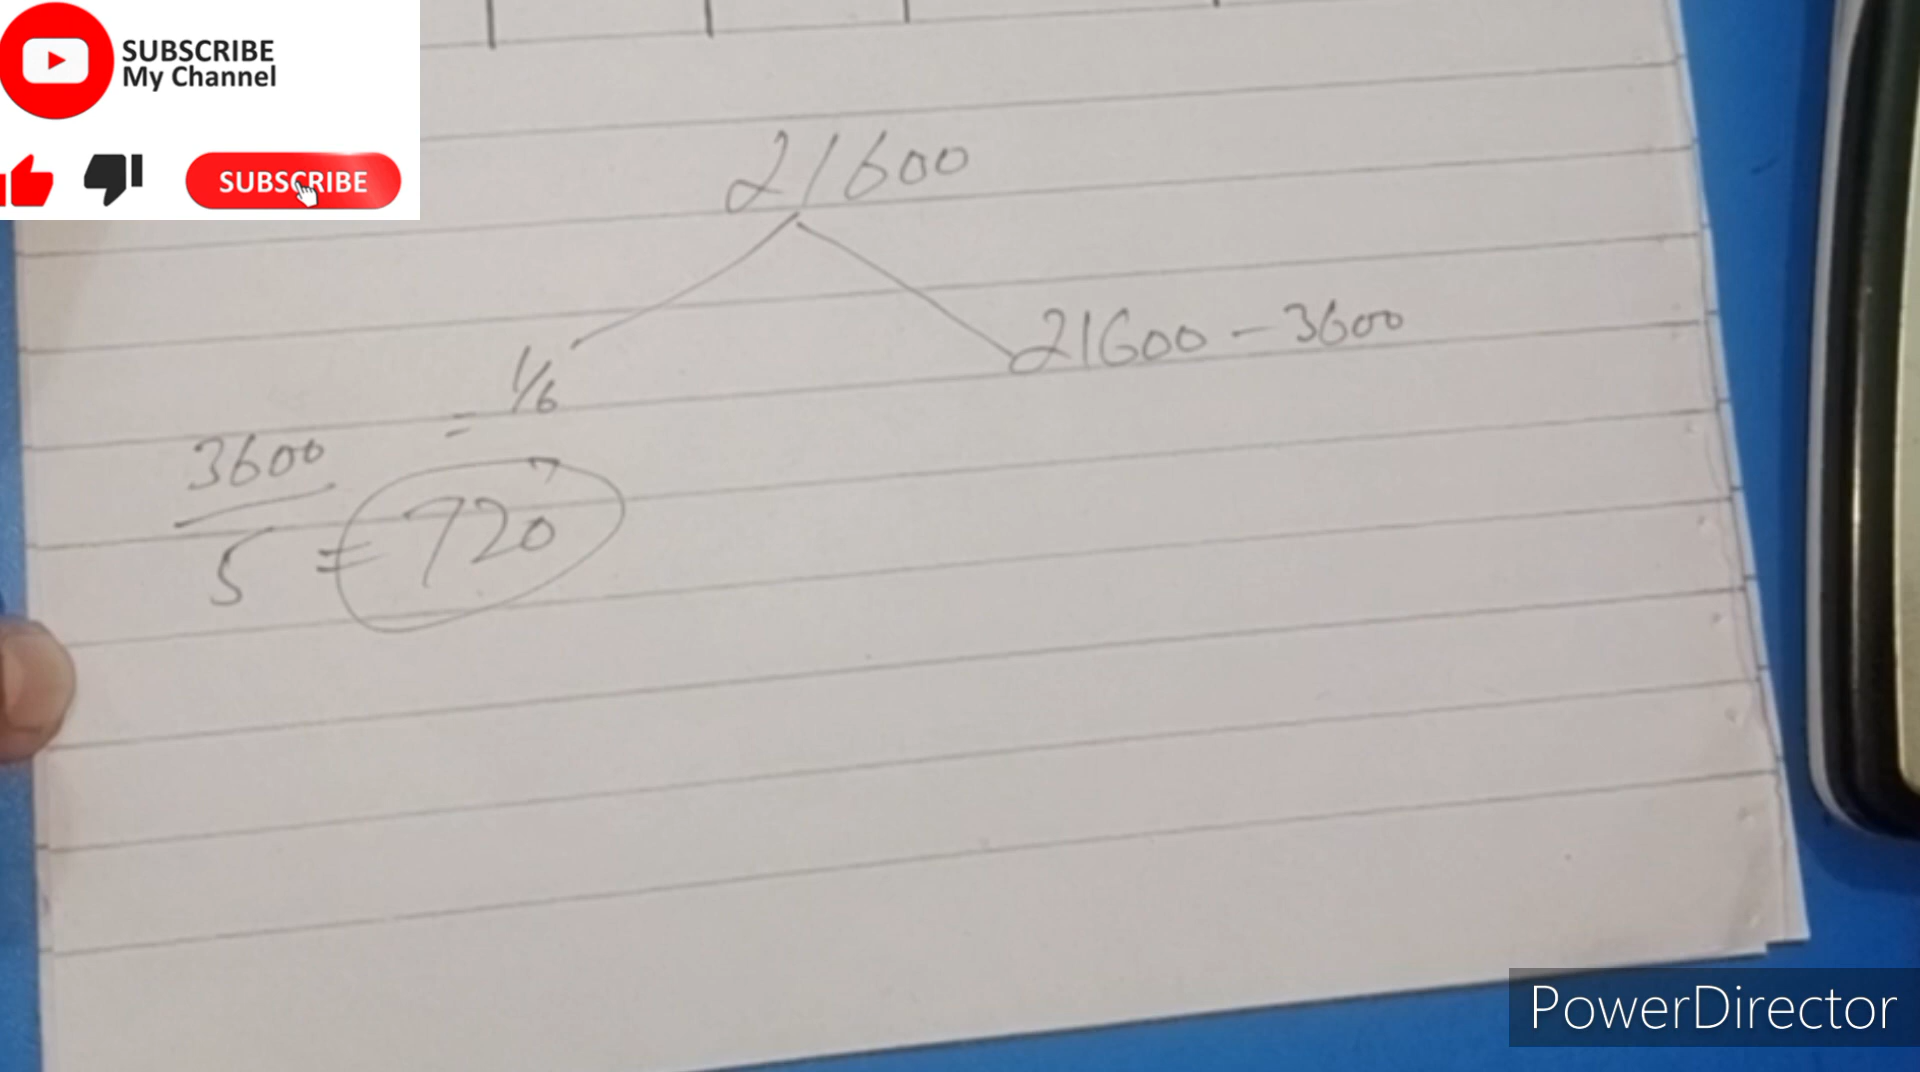 SUBSCRIBE
My Channel
SUBSCRIBE
21600
21600 - 3600
= 1/6
3600
5 = 720
PowerDirector